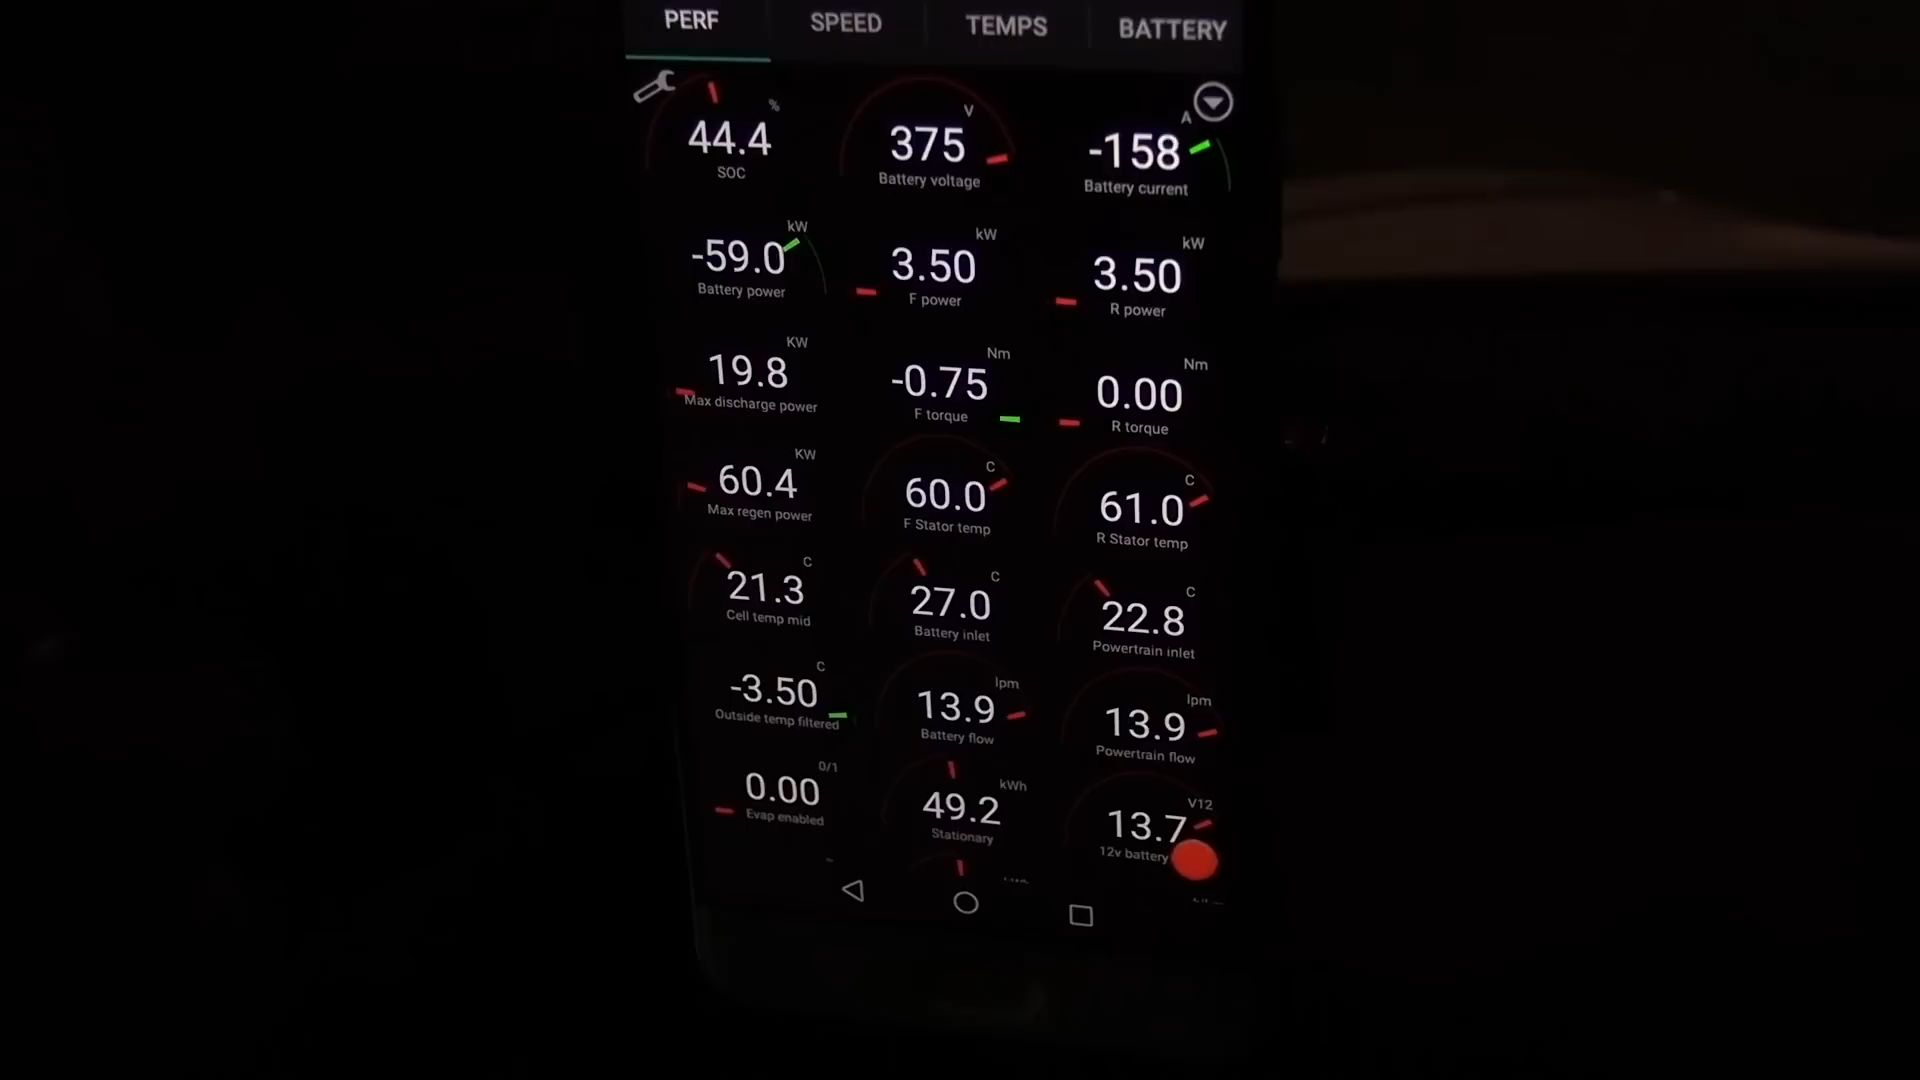 PERF SPEED TEMPS BATTERY
% V A
44.4 375 -158
SOC Battery voltage Battery current
kW kW kW
-59.0 3.50 3.50
Battery power F power R power
KW Nm Nm
19.8 -0.75 0.00
Max discharge power F torque R torque
KW C C
60.4 60.0 61.0
Max regen power F Stator temp R Stator temp
C C C
21.3 27.0 22.8
Cell temp mid Battery inlet Powertrain inlet
C lpm lpm
-3.50 13.9 13.9
Outside temp filtered Battery flow Powertrain flow
0/1 kWh V12
0.00 49.2 13.7
Evap enabled Stationary 12v battery